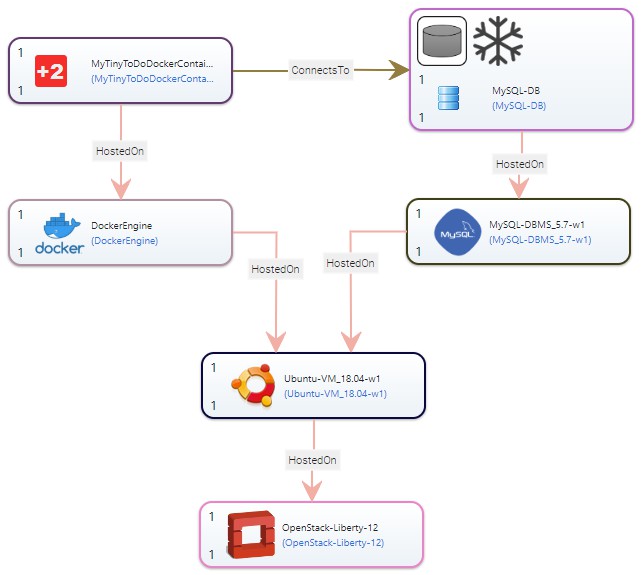 1
+2
MyTinyToDoDockerContai...
(MyTinyToDoDockerConta...
1
ConnectsTo
1
MySQL-DB
(MySQL-DB)
1
HostedOn
HostedOn
1
docker
DockerEngine
(DockerEngine)
1
1
MySQL
MySQL-DBMS_5.7-w1
(MySQL-DBMS_5.7-w1)
1
HostedOn
HostedOn
1
Ubuntu-VM_18.04-w1
(Ubuntu-VM_18.04-w1)
1
HostedOn
1
OpenStack-Liberty-12
(OpenStack-Liberty-12)
1